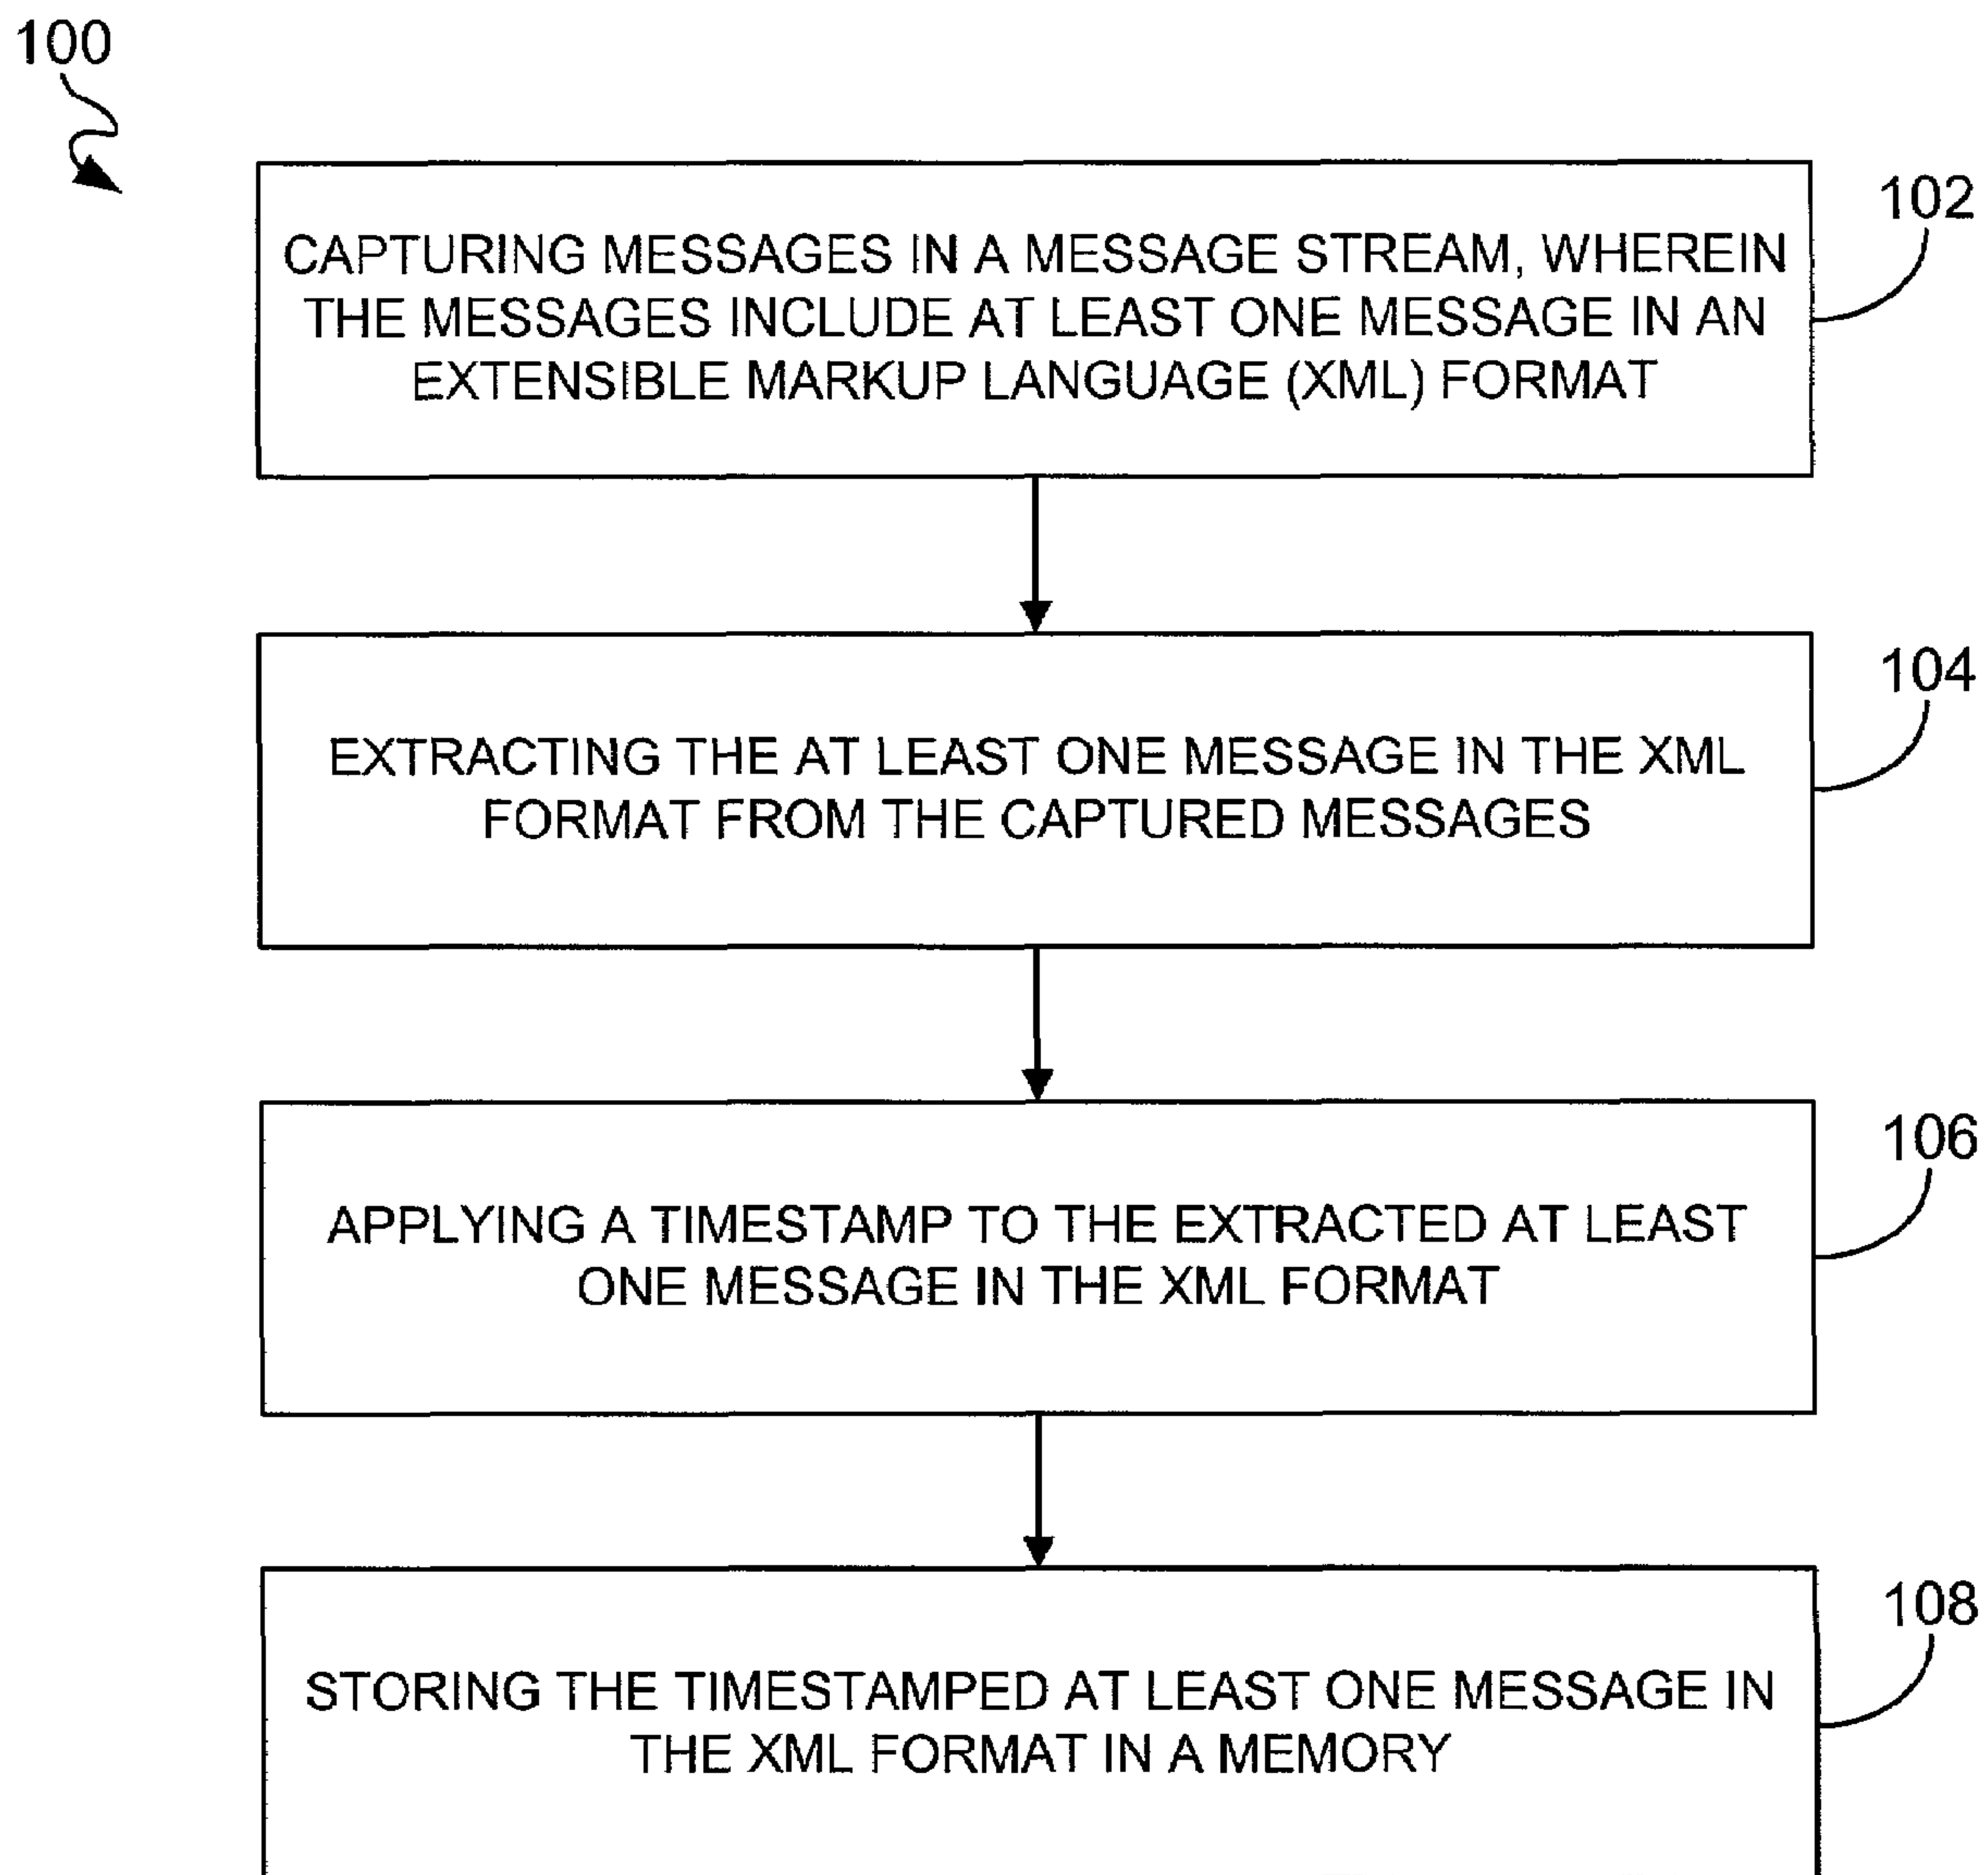 100
102
CAPTURING MESSAGES IN A MESSAGE STREAM, WHEREIN
THE MESSAGES INCLUDE AT LEAST ONE MESSAGE IN AN
EXTENSIBLE MARKUP LANGUAGE (XML) FORMAT
104
EXTRACTING THE AT LEAST ONE MESSAGE IN THE XML
FORMAT FROM THE CAPTURED MESSAGES
106
APPLYING A TIMESTAMP TO THE EXTRACTED AT LEAST
ONE MESSAGE IN THE XML FORMAT
108
STORING THE TIMESTAMPED AT LEAST ONE MESSAGE IN
THE XML FORMAT IN A MEMORY